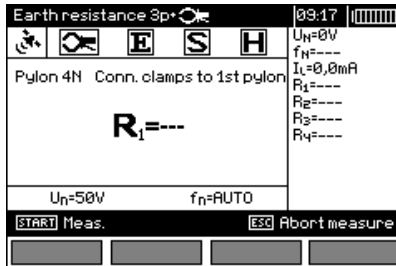 Earth resistance 3p+ 09:17
E S H
Pylon 4N Conn. clamps to 1st pylon
R₁=---
Un=50V fn=AUTO
UN=0V
fN=---
IL=0,0mA
R1=---
R2=---
R3=---
R4=---
START Meas. ESC Abort measure